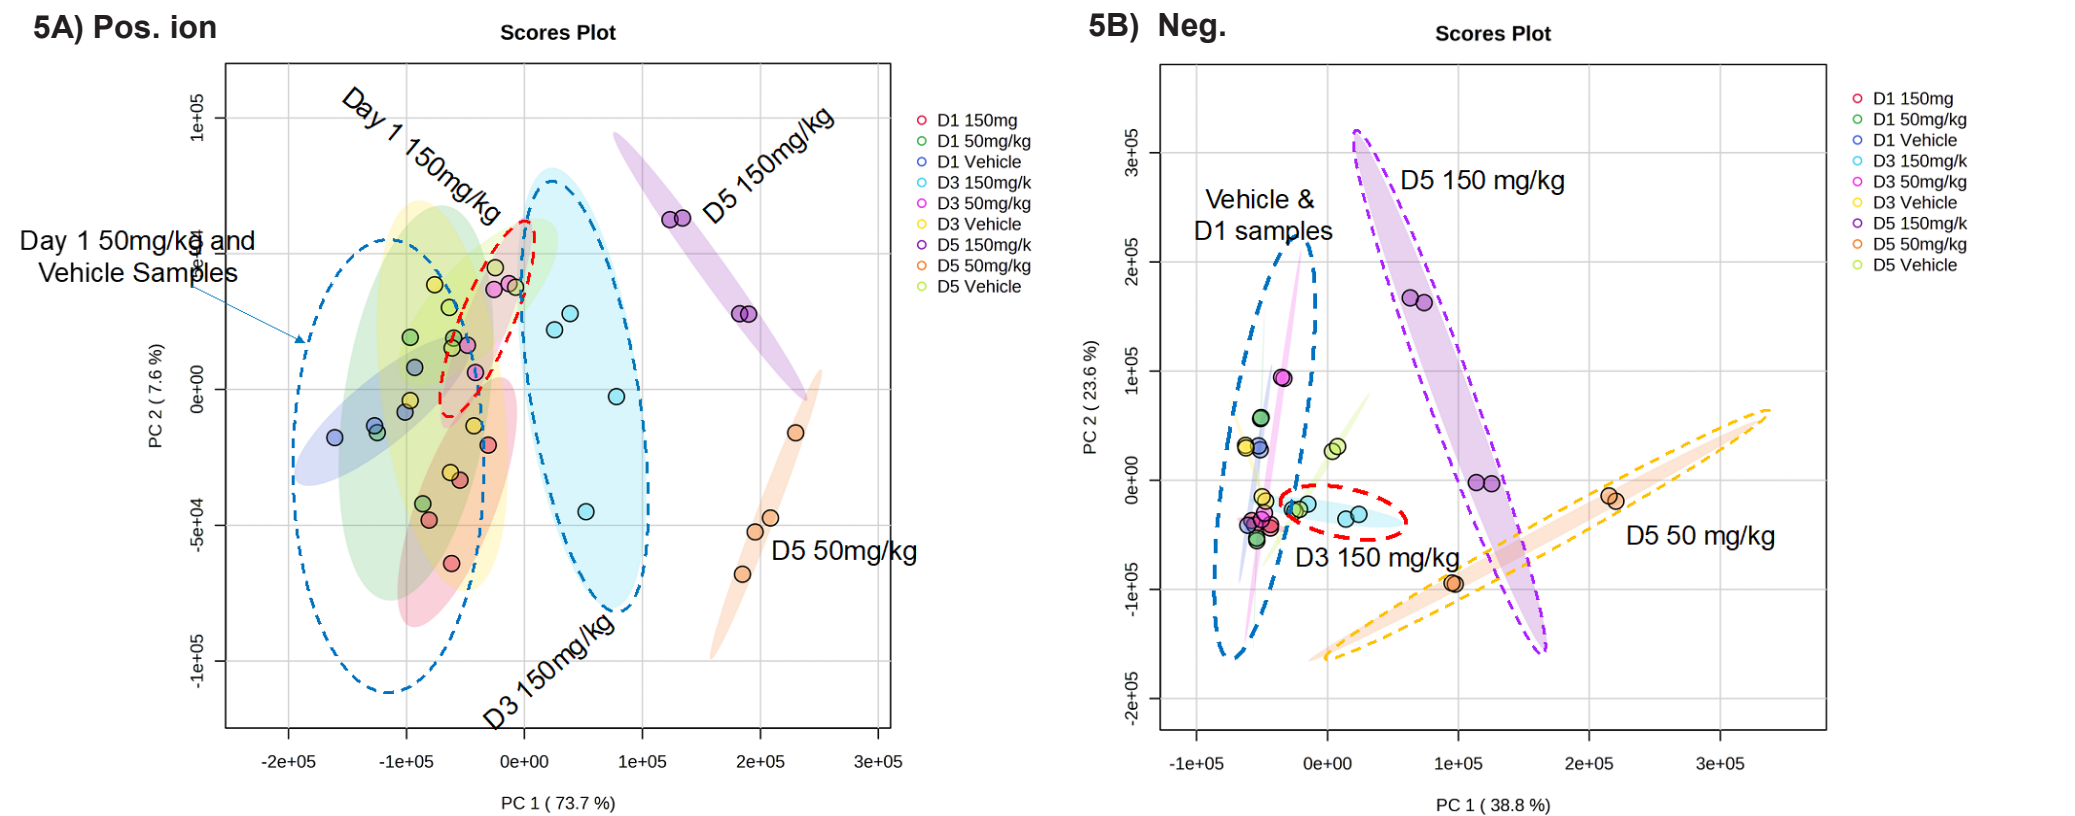 5A) Pos. ion
Scores Plot
Day 1 150mg/kg
D5 150mg/kg
Day 1 50mg/kg and
Vehicle Samples
D5 50mg/kg
D3 150mg/kg
PC 2 ( 7.6 %)
1e+05
0e+00
-5e+04
-1e+05
-2e+05 -1e+05 0e+00 1e+05 2e+05 3e+05
PC 1 ( 73.7 %)
D1 150mg
D1 50mg/kg
D1 Vehicle
D3 150mg/k
D3 50mg/kg
D3 Vehicle
D5 150mg/k
D5 50mg/kg
D5 Vehicle
5B) Neg.
Scores Plot
D5 150 mg/kg
Vehicle &
D1 samples
D3 150 mg/kg
D5 50 mg/kg
PC 2 ( 23.6 %)
3e+05
2e+05
1e+05
0e+00
-1e+05
-2e+05
-1e+05 0e+00 1e+05 2e+05 3e+05
PC 1 ( 38.8 %)
D1 150mg
D1 50mg/kg
D1 Vehicle
D3 150mg/k
D3 50mg/kg
D3 Vehicle
D5 150mg/k
D5 50mg/kg
D5 Vehicle